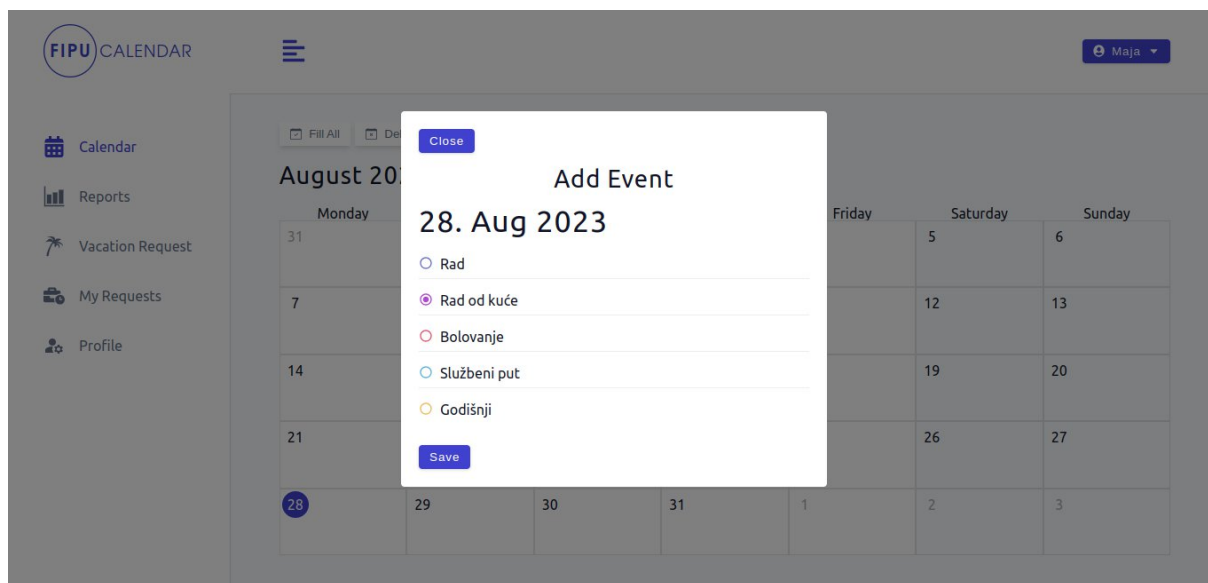 FIPU CALENDAR
Maja
Calendar
Reports
Vacation Request
My Requests
Profile
Fill All
August
Monday Friday Saturday Sunday
31 5 6
7 12 13
14 19 20
21 26 27
28 29 30 31 1 2 3
Close
Add Event
28. Aug 2023
Rad
Rad od kuće
Bolovanje
Službeni put
Godišnji
Save